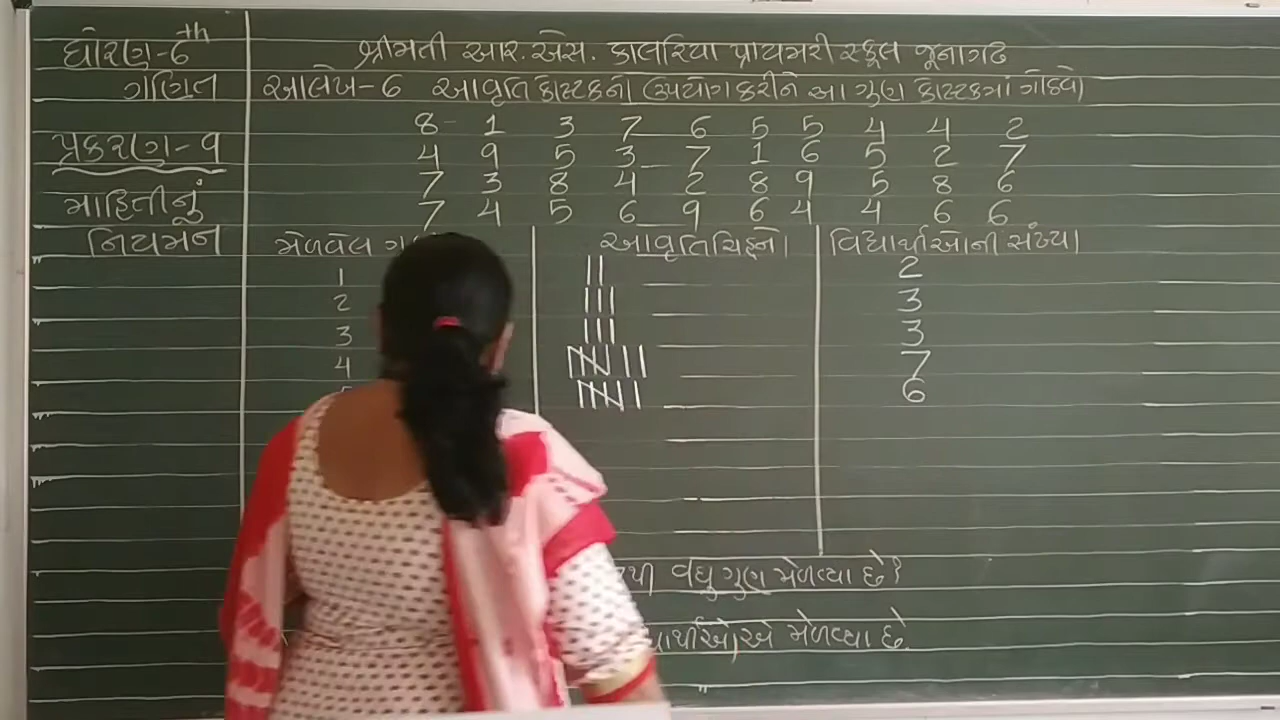 ધોરણ-6th
ગણિત
પ્રકરણ-૧
માહિતીનું
નિયમન
શ્રીમતી આર.એસ. કાલરિયા પ્રાયમરી સ્કૂલ જૂનાગઢ
આલેખ-6 આવૃતિ કોષ્ટકનો ઉપયોગ કરીને આ ગુણ કોષ્ટકમાં ગોઠવો
8 1 3 7 6 5 5 4 4 2
4 9 5 3 7 1 6 5 2 7
7 3 8 4 2 8 9 5 8 6
7 4 5 6 9 6 4 4 6 6
મેળવેલ આવૃતિચિહ્નો વિદ્યાર્થીઓની સંખ્યા
1 || 2
2 ||| 3
3 ||| 3
4 7
6
વધુ ગુણ મેળવ્યા છે?
મેળવ્યા છે.